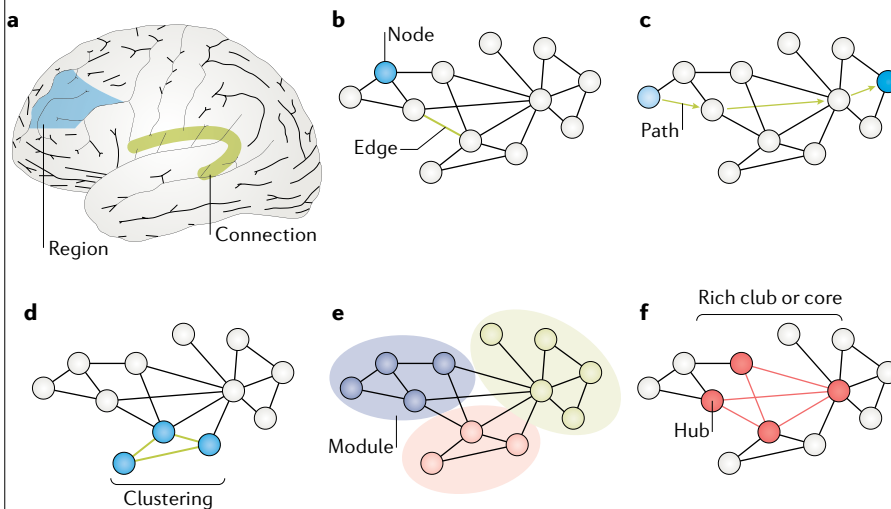 a
Region
Connection
b
Node
Edge
c
Path
d
Clustering
e
Module
f
Rich club or core
Hub